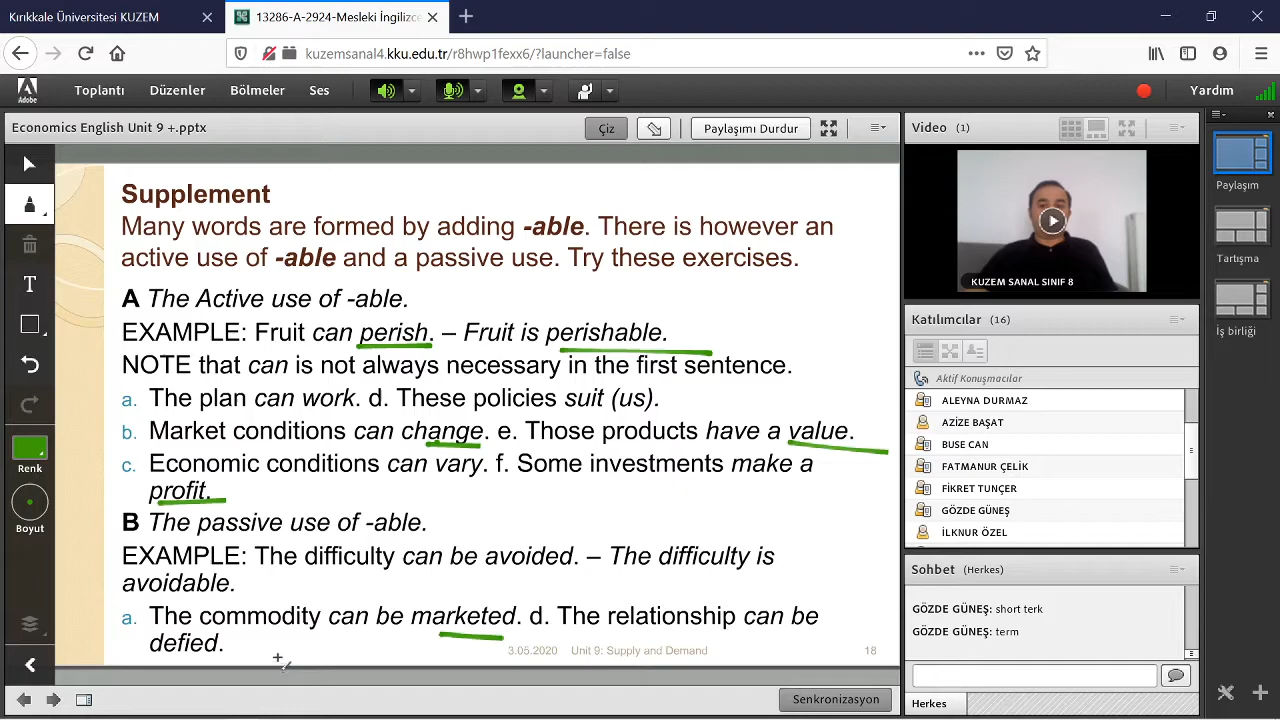 Kırıkkale Üniversitesi KUZEM
13286-A-2924-Mesleki İngilizce
kuzemsanal4.kku.edu.tr/r8hwp1fexx6/?launcher=false
Adobe
Toplantı
Düzenler
Bölmeler
Ses
Yardım
Economics English Unit 9 +.pptx
Çiz
Paylaşımı Durdur
Supplement
Many words are formed by adding -able. There is however an
active use of -able and a passive use. Try these exercises.
A The Active use of -able.
EXAMPLE: Fruit can perish. – Fruit is perishable.
NOTE that can is not always necessary in the first sentence.
a. The plan can work. d. These policies suit (us).
b. Market conditions can change. e. Those products have a value.
c. Economic conditions can vary. f. Some investments make a
profit.
B The passive use of -able.
EXAMPLE: The difficulty can be avoided. – The difficulty is
avoidable.
a. The commodity can be marketed. d. The relationship can be
defied.
3.05.2020 Unit 9: Supply and Demand 18
T
Renk
Boyut
Senkronizasyon
Video (1)
KUZEM SANAL SINIF 8
Katılımcılar (16)
Aktif Konuşmacılar
ALEYNA DURMAZ
AZİZE BAŞAT
BUSE CAN
FATMANUR ÇELİK
FİKRET TUNÇER
GÖZDE GÜNEŞ
İLKNUR ÖZEL
Sohbet (Herkes)
GÖZDE GÜNEŞ: short terk
GÖZDE GÜNEŞ: term
Herkes
Paylaşım
Tartışma
İş birliği